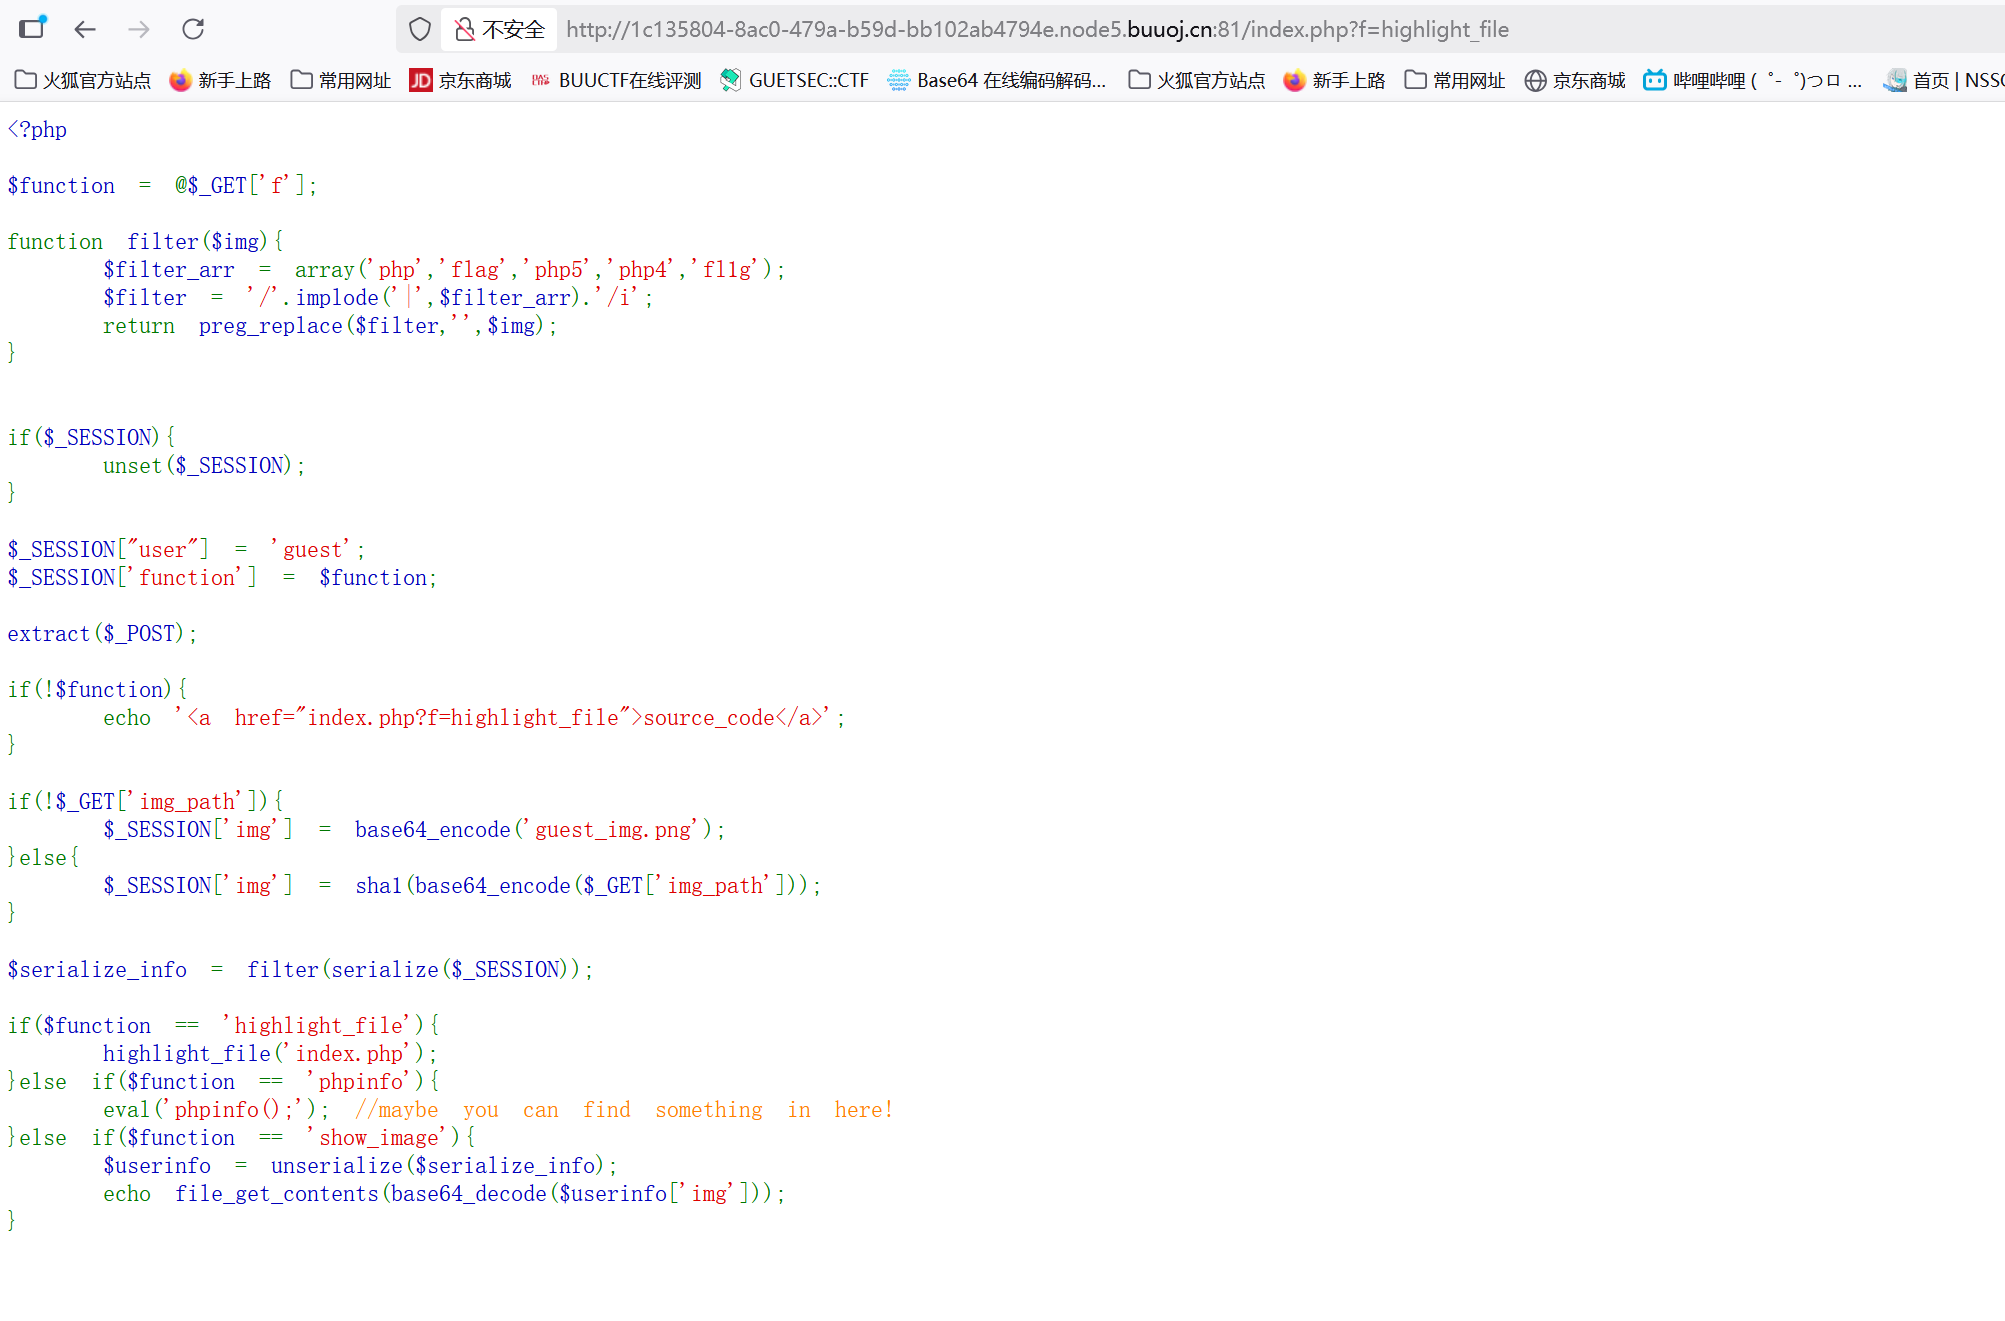 不安全 http://1c135804-8ac0-479a-b59d-bb102ab4794e.node5.buuoj.cn:81/index.php?f=highlight_file
火狐官方站点 新手上路 常用网址 JD 京东商城 BUUCTF在线评测 GUETSEC::CTF Base64 在线编码解码... 火狐官方站点 新手上路 常用网址 京东商城 哔哩哔哩 ( ゜- ゜)つロ ... 首页 | NSSC
<?php
$function = @$_GET['f'];
function filter($img){
    $filter_arr = array('php','flag','php5','php4','fl1g');
    $filter = '/'.implode('|',$filter_arr).'/i';
    return preg_replace($filter,'',$img);
}
if($_SESSION){
    unset($_SESSION);
}
$_SESSION["user"] = 'guest';
$_SESSION['function'] = $function;
extract($_POST);
if(!$function){
    echo '<a href="index.php?f=highlight_file">source_code</a>';
}
if(!$_GET['img_path']){
    $_SESSION['img'] = base64_encode('guest_img.png');
}else{
    $_SESSION['img'] = sha1(base64_encode($_GET['img_path']));
}
$serialize_info = filter(serialize($_SESSION));
if($function == 'highlight_file'){
    highlight_file('index.php');
}else if($function == 'phpinfo'){
    eval('phpinfo();'); //maybe you can find something in here!
}else if($function == 'show_image'){
    $userinfo = unserialize($serialize_info);
    echo file_get_contents(base64_decode($userinfo['img']));
}